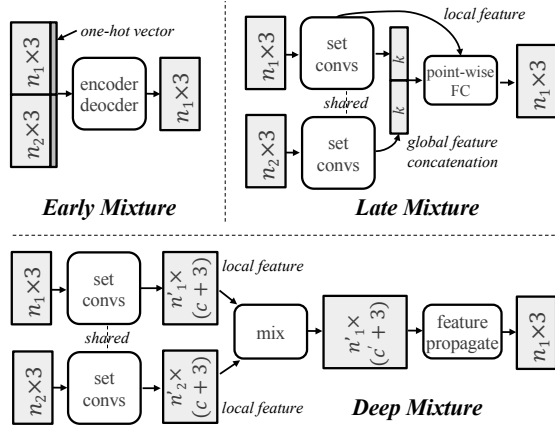 one-hot vector
n₁×3
n₂×3
encoder
deocder
n₁×3
Early Mixture
local feature
n₁×3
set
convs
k
k
point-wise
FC
n₁×3
shared
n₂×3
set
convs
global feature
concatenation
Late Mixture
n₁×3
set
convs
n'₁×
(c + 3)
local feature
shared
mix
n'₁×
(c' + 3)
feature
propagate
n₁×3
n₂×3
set
convs
n'₂×
(c + 3)
local feature
Deep Mixture